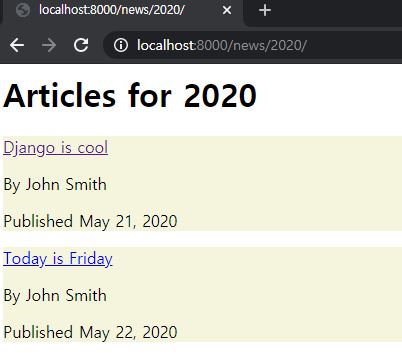 localhost:8000/news/2020/
localhost:8000/news/2020/
Articles for 2020
Django is cool
By John Smith
Published May 21, 2020
Today is Friday
By John Smith
Published May 22, 2020